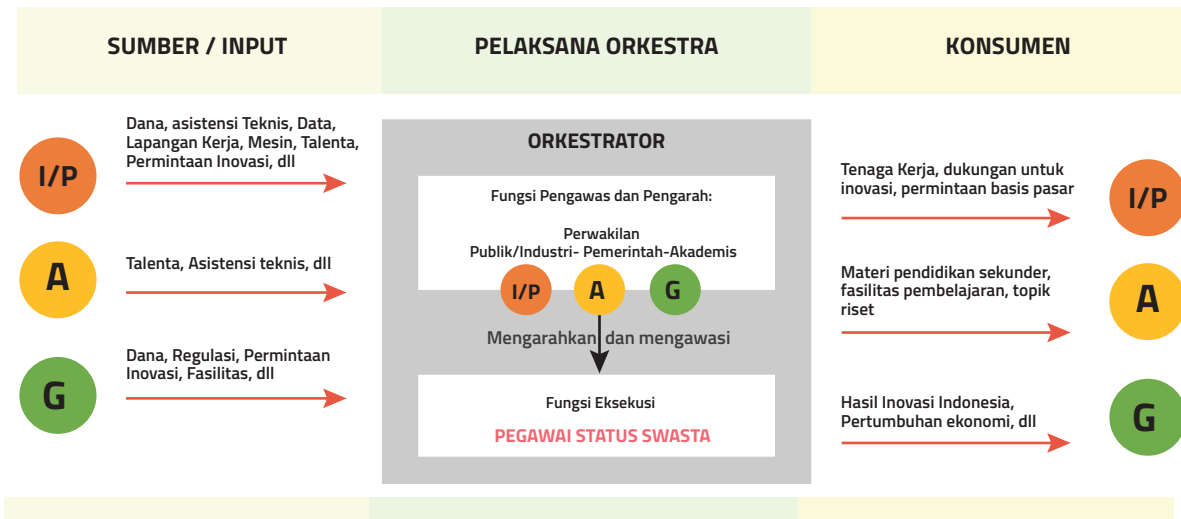 SUMBER / INPUT
PELAKSANA ORKESTRA
KONSUMEN
I/P
Dana, asistensi Teknis, Data,
Lapangan Kerja, Mesin, Talenta,
Permintaan Inovasi, dll
A
Talenta, Asistensi teknis, dll
G
Dana, Regulasi, Permintaan
Inovasi, Fasilitas, dll
ORKESTRATOR
Fungsi Pengawas dan Pengarah:
Perwakilan
Publik/Industri- Pemerintah-Akademis
I/P
A
G
Mengarahkan dan mengawasi
Fungsi Eksekusi
PEGAWAI STATUS SWASTA
Tenaga Kerja, dukungan untuk
inovasi, permintaan basis pasar
I/P
Materi pendidikan sekunder,
fasilitas pembelajaran, topik
riset
A
Hasil Inovasi Indonesia,
Pertumbuhan ekonomi, dll
G